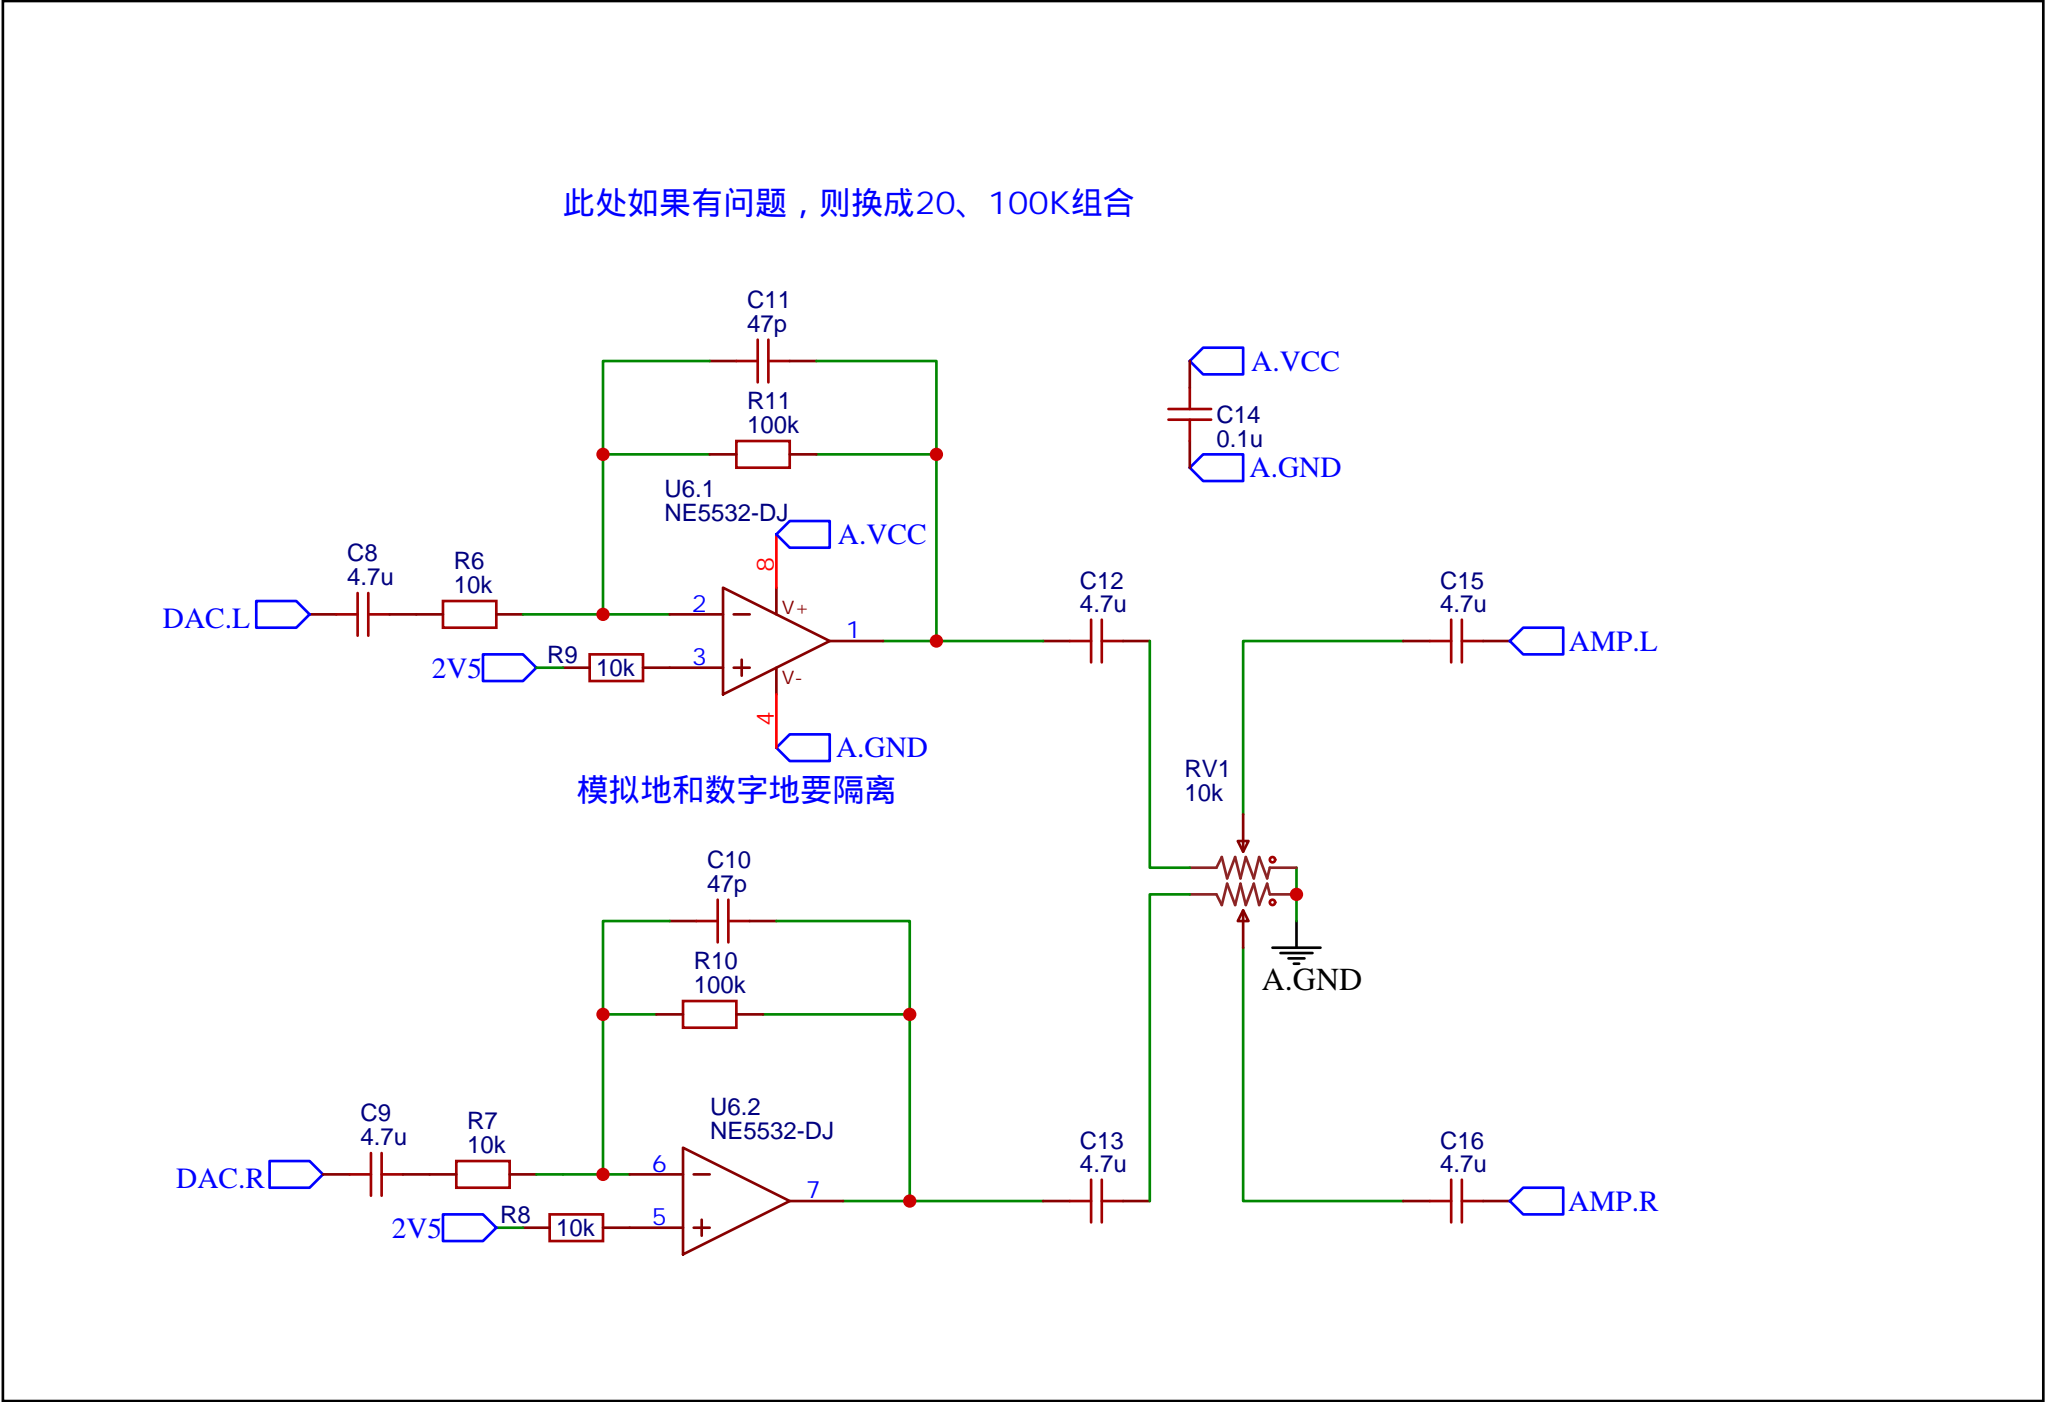 此处如果有问题，则换成20、100K组合
C11
47p
R11
100k
A.VCC
C14
0.1u
A.GND
U6.1
NE5532-DJ
A.VCC
8
V+
C8
4.7u
R6
10k
DAC.L
2
1
2V5
R9
10k
3
V-
4
A.GND
C12
4.7u
C15
4.7u
AMP.L
模拟地和数字地要隔离
RV1
10k
A.GND
C10
47p
R10
100k
U6.2
NE5532-DJ
C9
4.7u
R7
10k
DAC.R
6
7
2V5
R8
10k
5
C13
4.7u
C16
4.7u
AMP.R